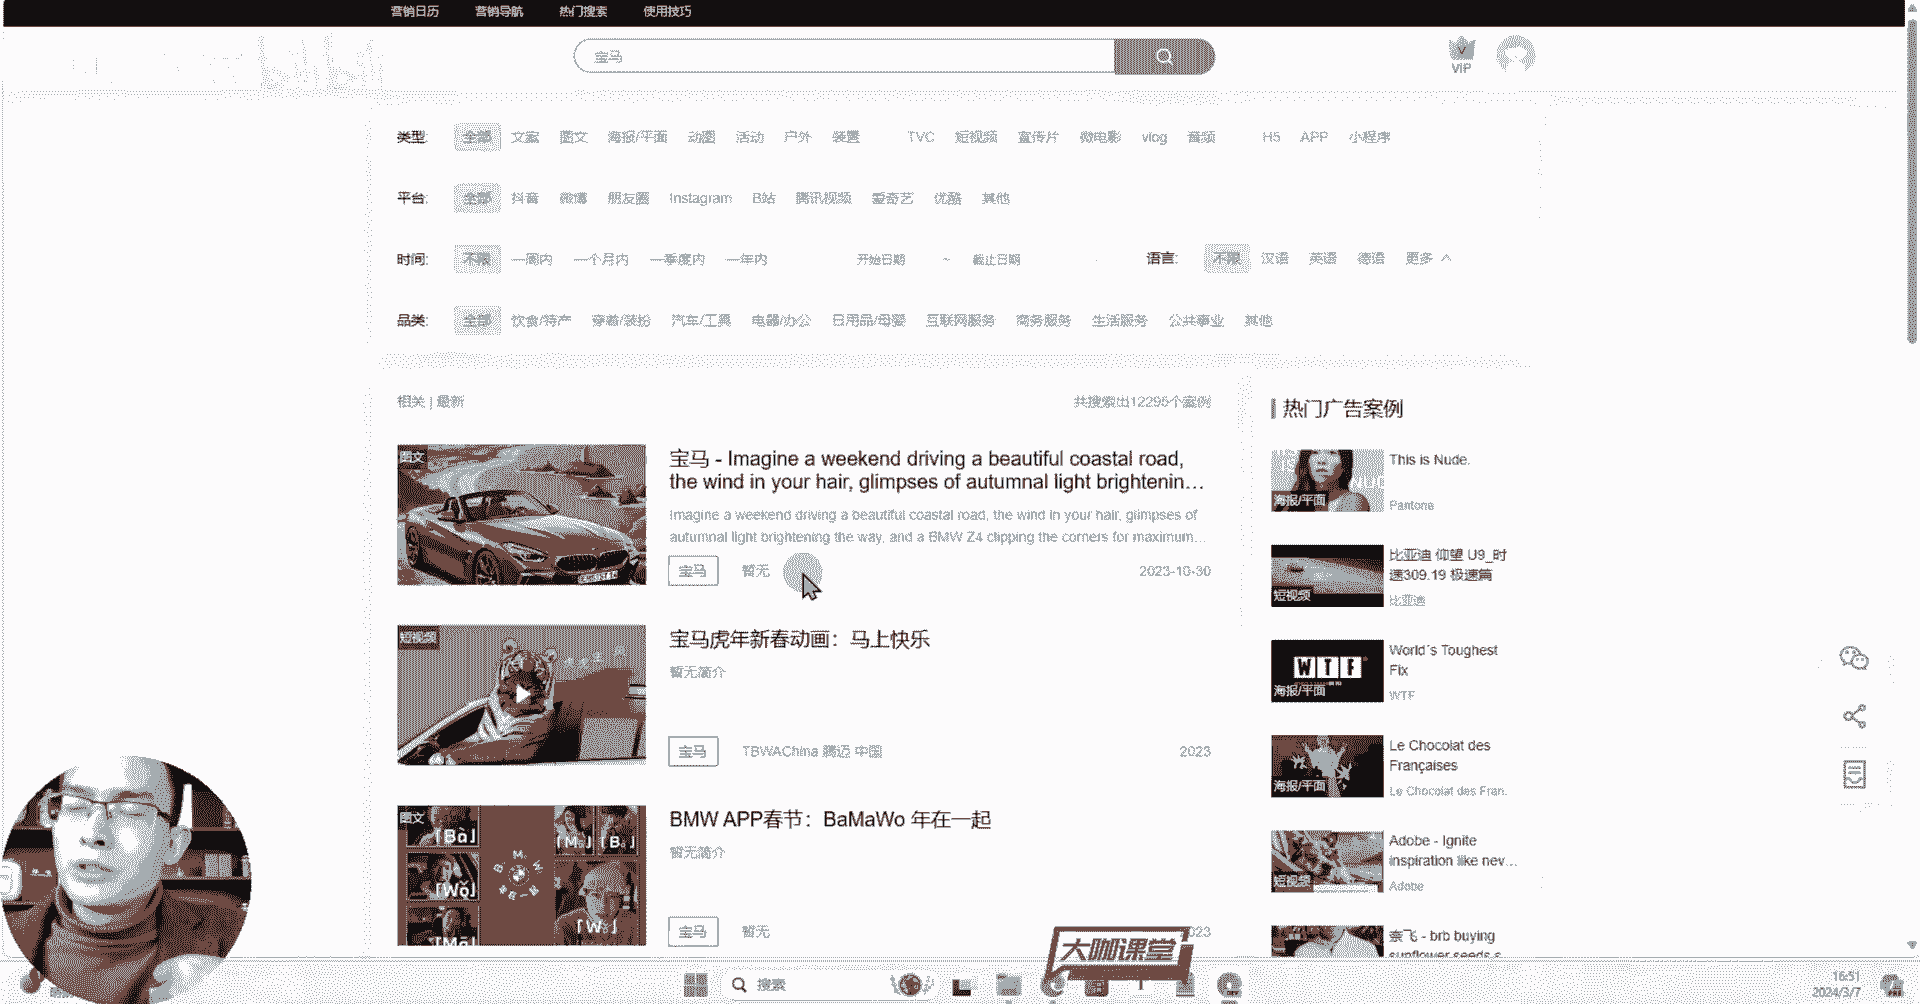 营销日历 营销导航 热门搜索 使用技巧
宝马
VIP
类型: 全部 文案 图文 海报/平面 动图 活动 户外 装置 TVC 短视频 宣传片 微电影 vlog 音频 H5 APP 小程序
平台: 全部 抖音 微博 朋友圈 Instagram B站 腾讯视频 爱奇艺 优酷 其他
时间: 不限 一周内 一个月内 一季度内 一年内 开始日期 ~ 截止日期 语言: 不限 汉语 英语 德语 更多
品类: 全部 饮食/特产 穿着/装扮 汽车/工具 电器/办公 日用品/母婴 互联网服务 商务服务 生活服务 公共事业 其他
相关 | 最新 共搜索出12295个案例
图文
宝马 - Imagine a weekend driving a beautiful coastal road,
the wind in your hair, glimpses of autumnal light brightenin...
Imagine a weekend driving a beautiful coastal road, the wind in your hair, glimpses of
autumnal light brightening the way, and a BMW Z4 clipping the corners for maximum...
宝马 暂无 2023-10-30
短视频
宝马虎年新春动画：马上快乐
暂无简介
宝马 TBWAChina 腾迈 中国 2023
图文
BMW APP春节：BaMaWo 年在一起
暂无简介
宝马 暂无
热门广告案例
This is Nude.
海报/平面
Pantone
比亚迪 仰望 U9_时
速309.19 极速篇
短视频
比亚迪
World´s Toughest
Fix
WTF
海报/平面
WTF
Le Chocolat des
Françaises
海报/平面
Le Chocolat des Fran.
Adobe - Ignite
inspiration like nev...
短视频
Adobe
奈飞 - brb buying
sunflower seeds s
大咖课堂
搜索
16:51
2024/3/7